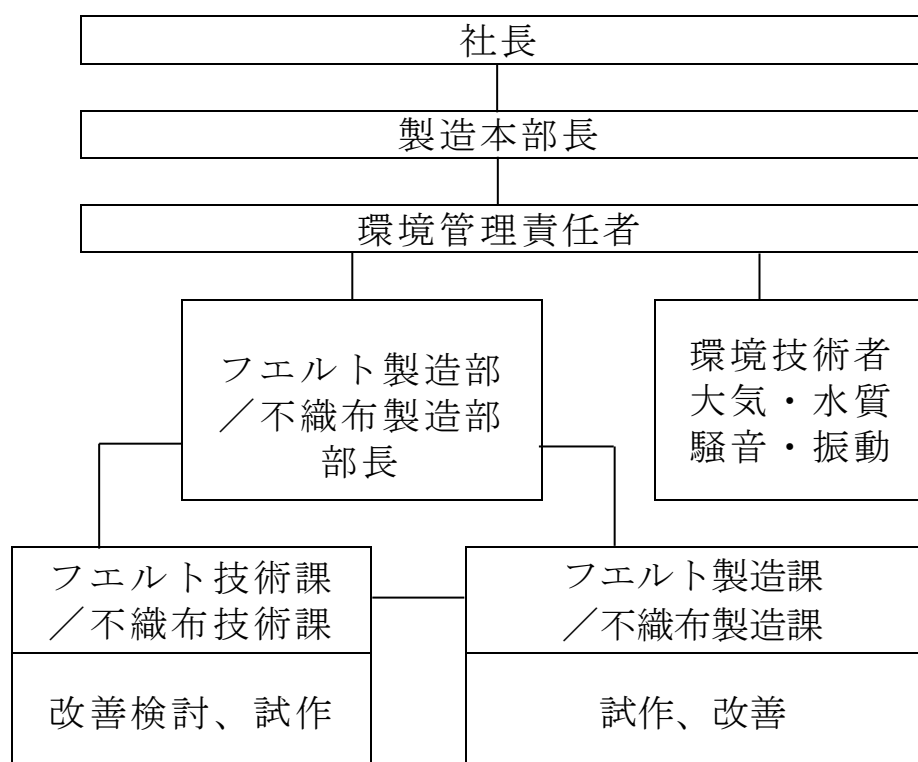 社長
製造本部長
環境管理責任者
フエルト製造部
／不織布製造部
部長
環境技術者
大気・水質
騒音・振動
フエルト技術課
／不織布技術課
改善検討、試作
フエルト製造課
／不織布製造課
試作、改善